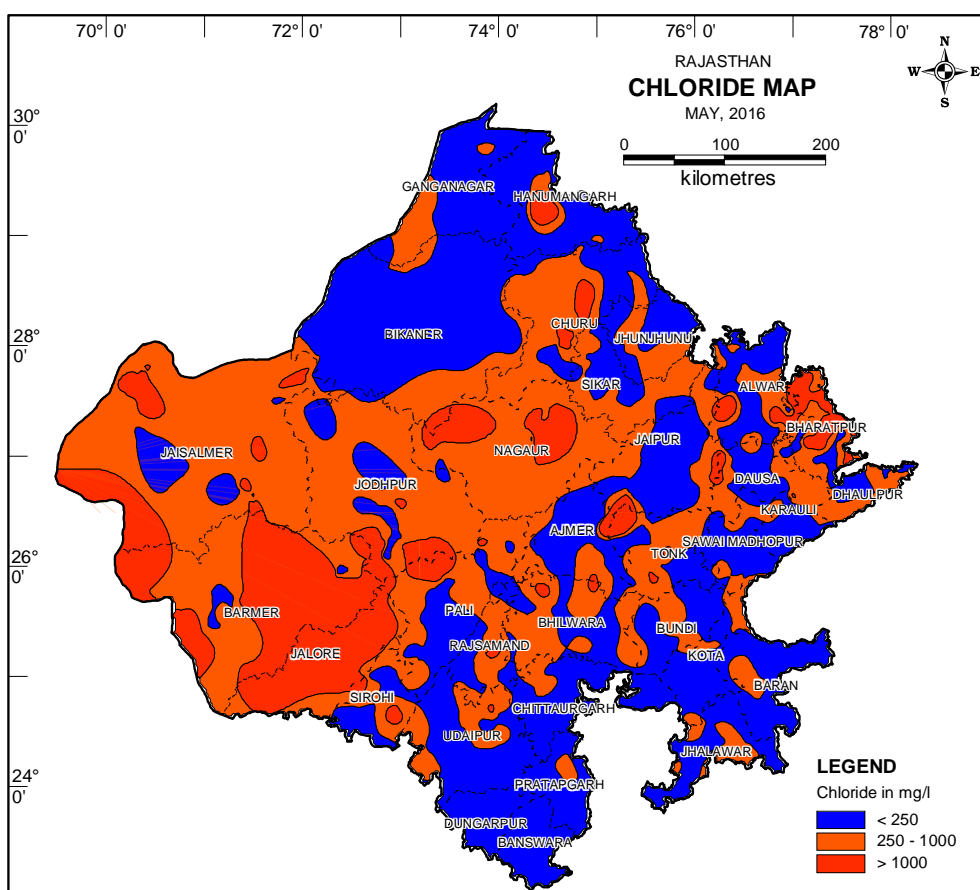 70° 0'
72° 0'
74° 0'
76° 0'
78° 0'
RAJASTHAN
CHLORIDE MAP
MAY, 2016
N
W
E
S
0 100 200
kilometres
30°
0'
28°
0'
26°
0'
24°
0'
GANGANAGAR
HANUMANGARH
BIKANER
CHURU
JHUNJHUNU
SIKAR
ALWAR
BHARATPUR
JAIPUR
NAGAUR
JAISALMER
JODHPUR
DAUSA
DHAULPUR
KARAULI
AJMER
SAWAI MADHOPUR
TONK
BARMER
PALI
BHILWARA
BUNDI
RAJSAMAND
JALORE
KOTA
BARAN
SIROHI
CHITTAURGARH
UDAIPUR
JHALAWAR
PRATAPGARH
DUNGARPUR
BANSWARA
LEGEND
Chloride in mg/l
< 250
250 - 1000
> 1000